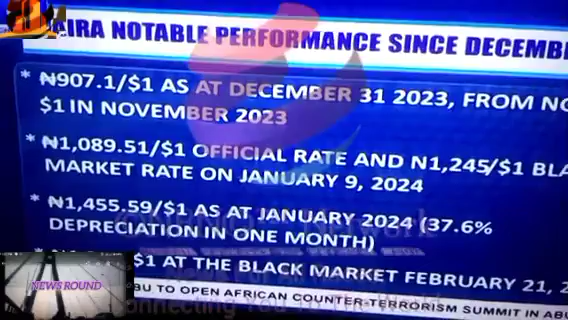 AIRA NOTABLE PERFORMANCE SINCE DECEMB
* ₦907.1/$1 AS AT DECEMBER 31 2023, FROM
$1 IN NOVEMBER 2023
* ₦1,089.51/$1 OFFICIAL RATE AND N1,245/$1 BLA
MARKET RATE ON JANUARY 9, 2024
* ₦1,455.59/$1 AS AT JANUARY 2024 (37.6%
DEPRECIATION IN ONE MONTH)
$1 AT THE BLACK MARKET FEBRUARY 21, 2
NEWS ROUND
BU TO OPEN AFRICAN COUNTER-TERRORISM SUMMIT IN ABU